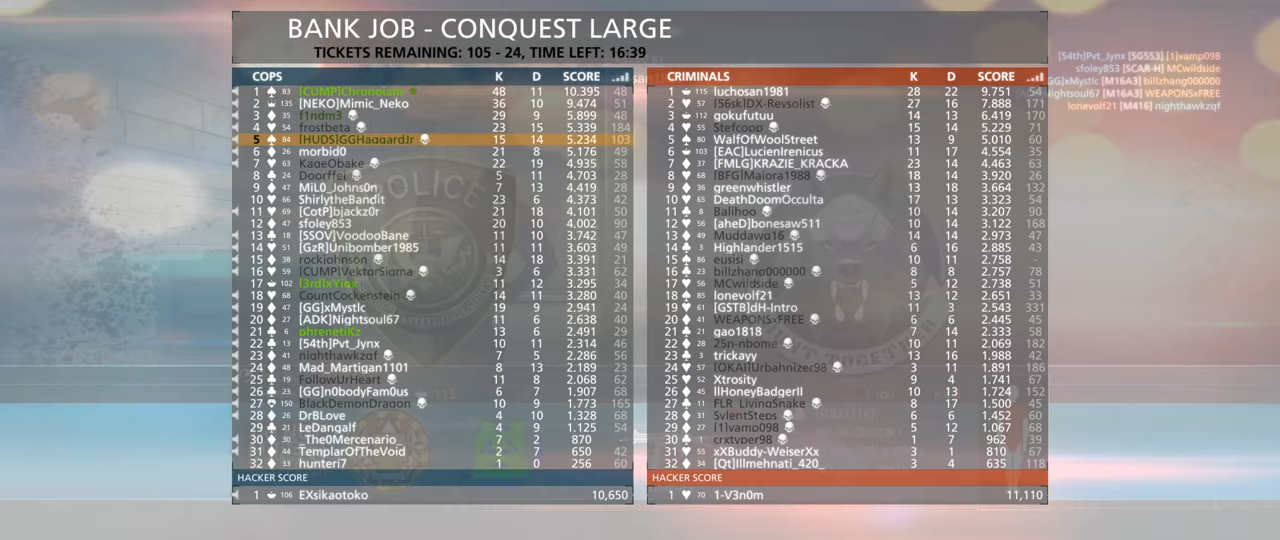 BANK JOB - CONQUEST LARGE
TICKETS REMAINING: 105 - 24, TIME LEFT: 16:39
[54th]Pvt_Jynx [SG553] [1]vamp098
sfoley853 [SCAR-H] MCwildside
GG]xMystlc [M16A3] billzhang000000
ightsoul67 [M16A3] WEAPONSxFREE
lonevolf21 [M416] nighthawkzqf
COPS K D SCORE
1 83 [CUMP]Chronoiani 48 11 10.395 48
2 135 [NEKO]Mimic_Neko 36 10 9.474 51
3 35 f1ndm3 29 9 5.899 48
4 54 frostbeta 23 15 5.339 184
5 84 [HUDS]GGHaggardJr 15 14 5.234 103
6 26 morbid0 21 8 5.176 49
7 63 KageObake 22 19 4.935 58
8 24 Doorffei 5 11 4.703 28
9 47 MiL0_Johns0n 7 13 4.419 28
10 66 ShirlytheBandit 23 6 4.373 42
11 69 [CotP]bjackz0r 21 18 4.101 50
12 47 sfoley853 20 10 4.002 90
13 18 [SSOV]VoodooBane 11 10 3.742 47
14 51 [GzR]Unibomber1985 11 11 3.603 49
15 38 rockjohnson 14 18 3.391 21
16 59 [CUMP]VektorSigma 3 6 3.331 62
17 102 [3rd]xYiax 11 12 3.295 34
18 68 CountCockenstein 14 11 3.280 40
19 47 [GG]xMystlc 19 9 2.941 24
20 27 [ADK]Nightsoul67 11 6 2.638 40
21 6 phrenetiKz 13 6 2.491 29
22 13 [54th]Pvt_Jynx 10 11 2.314 46
23 41 nighthawkzqf 7 5 2.286 56
24 48 Mad_Martigan1101 8 13 2.189 23
25 19 FollowUrHeart 11 8 2.068 62
26 23 [GG]n0bodyFam0us 6 7 1.907 68
27 150 BlackDemonDragon 9 10 1.773 165
28 26 DrBLove 4 10 1.328 68
29 21 LeDangalf 4 9 1.125 54
30 30 _The0Mercenario_ 7 2 870 -
31 44 TemplarOfTheVoid 2 7 650 42
32 33 hunteri7 1 0 256 60
HACKER SCORE
1 106 EXsikaotoko 10,650
CRIMINALS K D SCORE
1 115 luchosan1981 28 22 9.751 54
2 57 [56sk]DX-Revsolist 27 16 7.888 171
3 112 gokufutuu 14 13 6.419 170
4 55 Stefcopp 15 14 5.229 71
5 80 WalfOfWoolStreet 13 9 5.010 60
6 103 [EAC]LucienIrenicus 11 17 4.554 35
7 37 [FMLG]KRAZIE_KRACKA 23 14 4.463 63
8 68 [BFG]Maiora1988 18 14 3.920 26
9 36 greenwhistler 13 18 3.664 132
10 65 DeathDoomOcculta 17 13 3.323 54
11 8 Balihoo 10 14 3.207 90
12 56 [aheD]bonesaw511 10 14 3.122 168
13 49 Muddawg16 14 14 2.973 47
14 3 Highlander1515 6 16 2.885 43
15 86 eusisi 10 11 2.758 -
16 23 billzhang000000 8 8 2.757 78
17 56 MCwildside 5 12 2.738 51
18 85 lonevolf21 13 12 2.651 33
19 61 [GSTB]dH-Intro 11 3 2.543 331
20 41 WEAPONSxFREE 6 6 2.445 45
21 21 gao1818 7 14 2.333 58
22 28 25n-nbome 10 11 2.069 182
23 3 trickayy 13 16 1.988 42
24 57 [OKAI]Urbahnizer98 3 11 1.891 186
25 52 Xtrosity 9 4 1.741 67
26 45 llHoneyBadgerII 10 13 1.724 152
27 11 FLR_LivingSnake 8 17 1.500 45
28 31 SylentSteps 6 6 1.452 60
29 27 [1]vamp098 5 12 1.067 68
30 1 crxtvper98 1 7 962 39
31 55 xXBuddy-WeiserXx 3 1 810 67
32 34 [Qt]IIlmehnati_420_ 3 4 635 118
HACKER SCORE
1 70 1-V3n0m 11,110